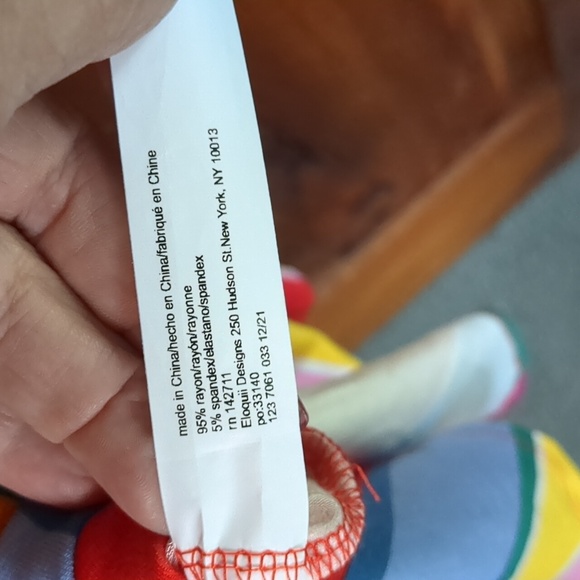 made in China/hecho en China/fabriqué en Chine
95% rayon/rayón/rayonne
5% spandex/elastano/spandex
rn 142711
Eloquii Designs 250 Hudson St.New York, NY 10013
po:33140
123 7061 033 12/21